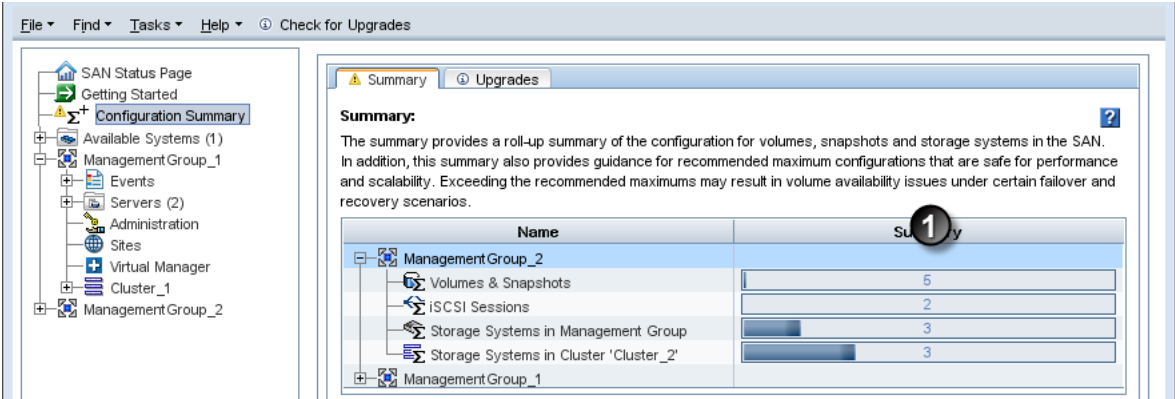 File Find Tasks Help Check for Upgrades
SAN Status Page
Getting Started
Configuration Summary
Available Systems (1)
ManagementGroup_1
Events
Servers (2)
Administration
Sites
Virtual Manager
Cluster_1
ManagementGroup_2
Summary Upgrades
Summary:
The summary provides a roll-up summary of the configuration for volumes, snapshots and storage systems in the SAN.
In addition, this summary also provides guidance for recommended maximum configurations that are safe for performance
and scalability. Exceeding the recommended maximums may result in volume availability issues under certain failover and
recovery scenarios.
Name
1
ManagementGroup_2
Volumes & Snapshots 5
iSCSI Sessions 2
Storage Systems in Management Group 3
Storage Systems in Cluster 'Cluster_2' 3
ManagementGroup_1